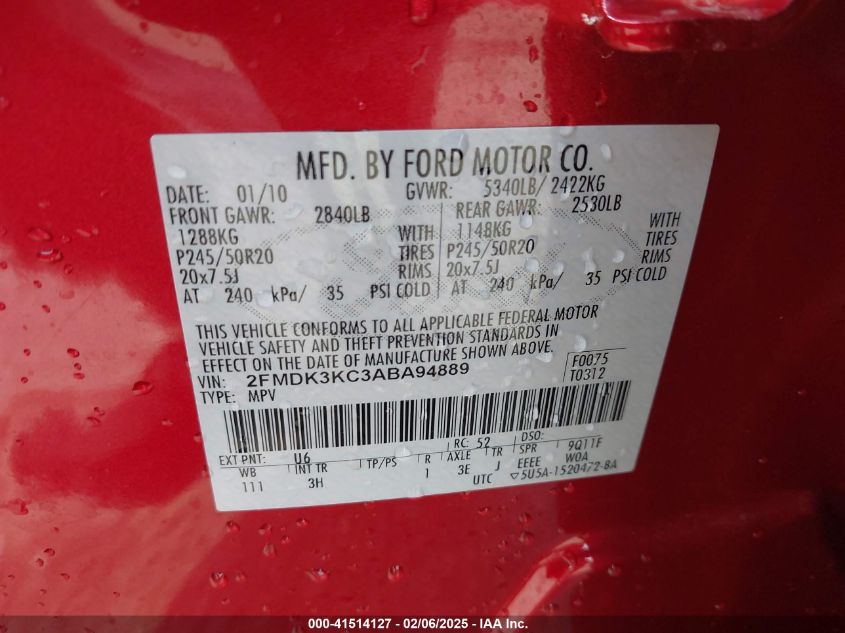 MFD. BY FORD MOTOR CO.
DATE: 01/10 GVWR: 5340LB/ 2422KG
FRONT GAWR: 2840LB REAR GAWR: 2530LB
1288KG WITH 1148KG WITH
P245/50R20 TIRES P245/50R20 TIRES
20x7.5J RIMS 20x7.5J RIMS
AT 240 kPa/ 35 PSI COLD AT 240 kPa/ 35 PSI COLD
THIS VEHICLE CONFORMS TO ALL APPLICABLE FEDERAL MOTOR
VEHICLE SAFETY AND THEFT PREVENTION STANDARDS IN
EFFECT ON THE DATE OF MANUFACTURE SHOWN ABOVE.
VIN: 2FMDK3KC3ABA94889 F0075
TYPE: MPV T0312
EXT PNT: U6 RC: 52 DSO:
WB INT TR TP/PS R AXLE TR SPR 9Q11F
111 3H 1 3E J EEEE W0A
UTC ▽5U5A-1520472-BA
000-41514127 — 02/06/2025 - IAA Inc.